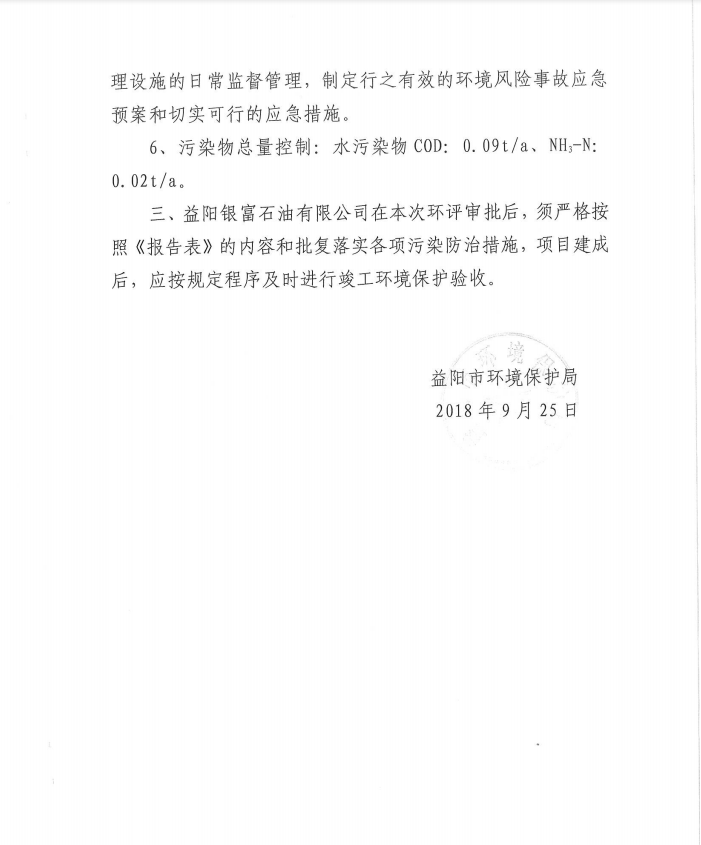 理设施的日常监督管理，制定行之有效的环境风险事故应急
预案和切实可行的应急措施。
6、污染物总量控制：水污染物 COD：0.09t/a、NH₃-N：
0.02t/a。
三、益阳银富石油有限公司在本次环评审批后，须严格按
照《报告表》的内容和批复落实各项污染防治措施，项目建成
后，应按规定程序及时进行竣工环境保护验收。
环境保
益阳市环境保护局
2018 年 9 月 25 日